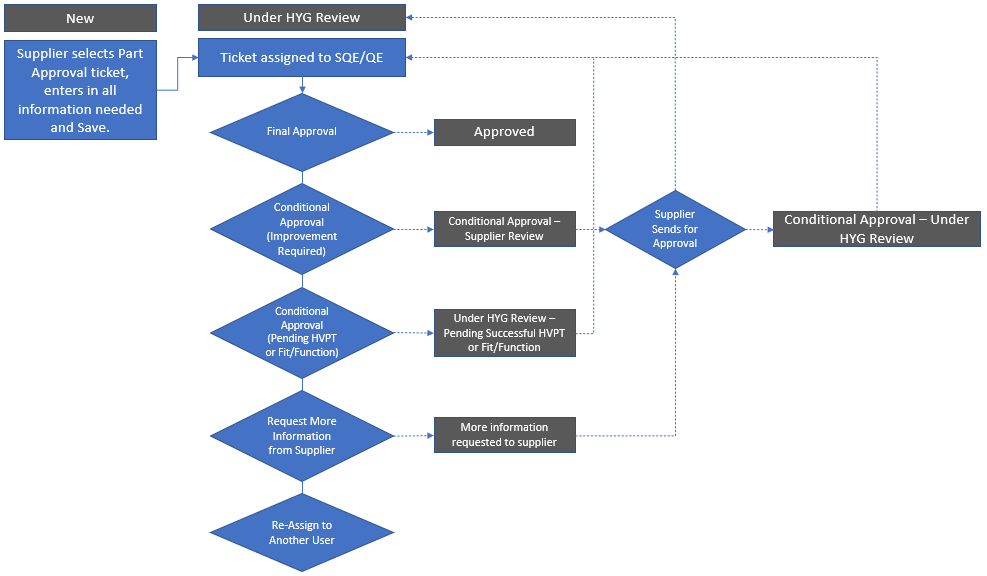 New
Under HYG Review
Supplier selects Part
Approval ticket,
enters in all
information needed
and Save.
Ticket assigned to SQE/QE
Final Approval
Approved
Conditional
Approval
(Improvement
Required)
Conditional Approval –
Supplier Review
Supplier
Sends for
Approval
Conditional Approval – Under
HYG Review
Conditional
Approval
(Pending HVPT
or Fit/Function)
Under HYG Review –
Pending Successful HVPT
or Fit/Function
Request More
Information
from Supplier
More information
requested to supplier
Re-Assign to
Another User